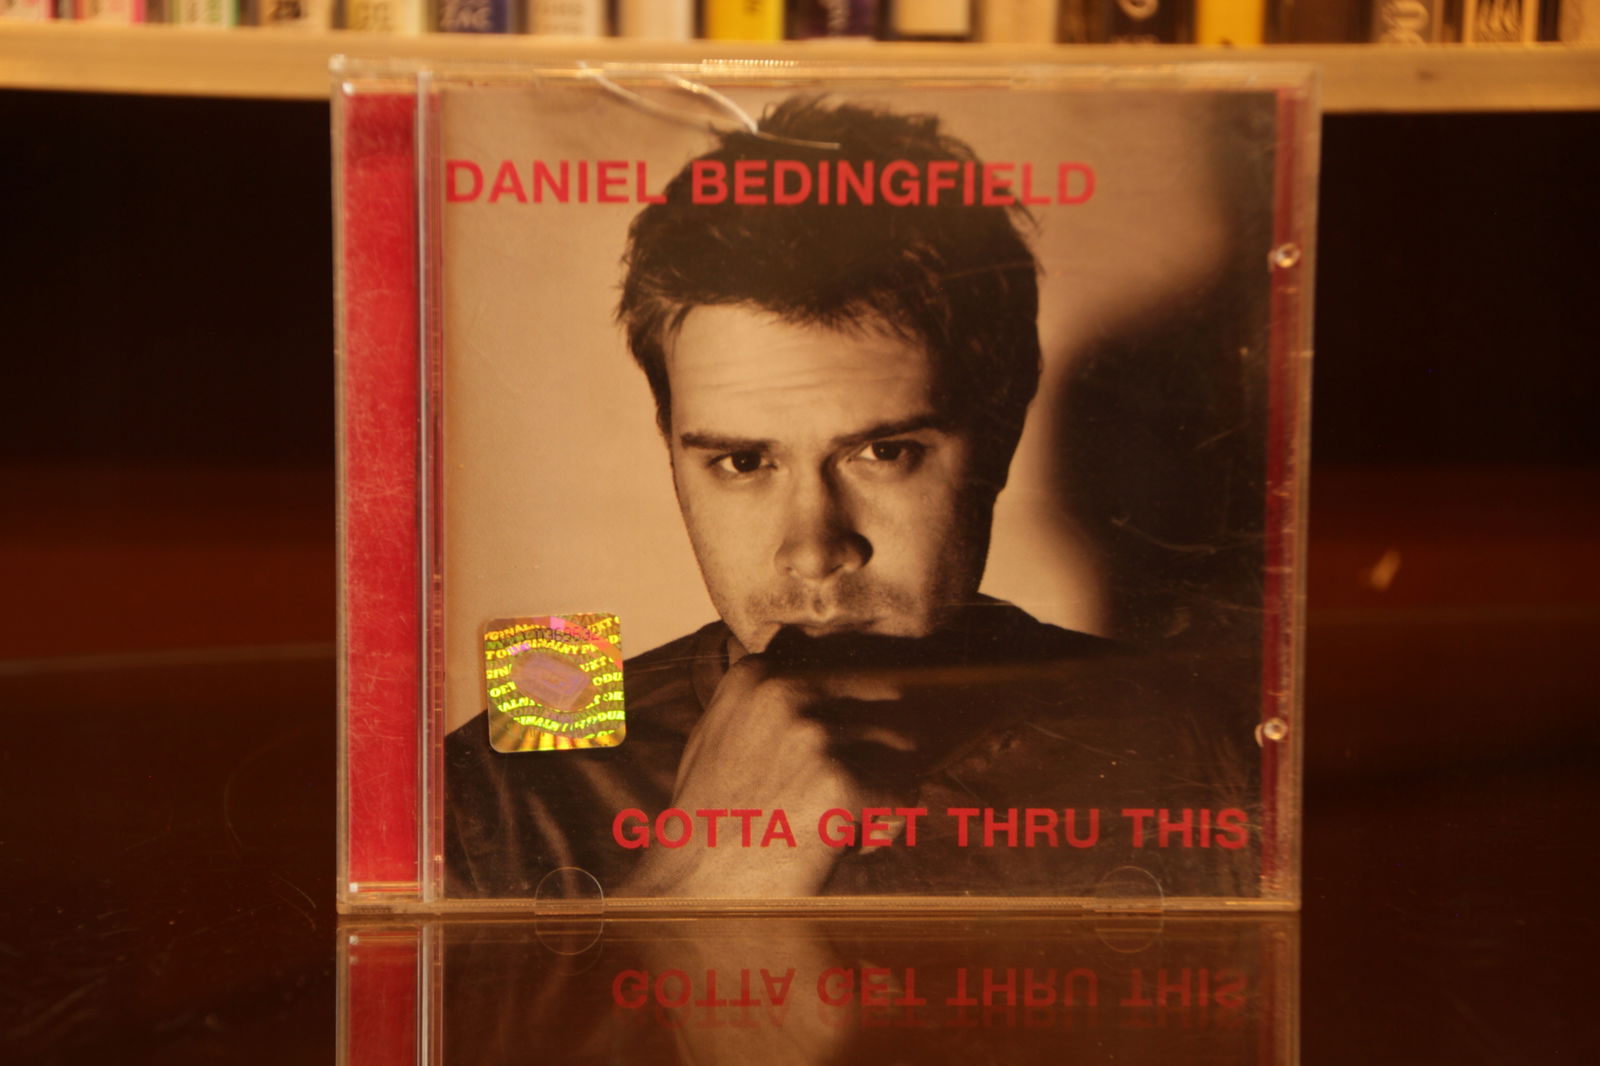 DANIEL BEDINGFIELD
GOTTA GET THRU THIS